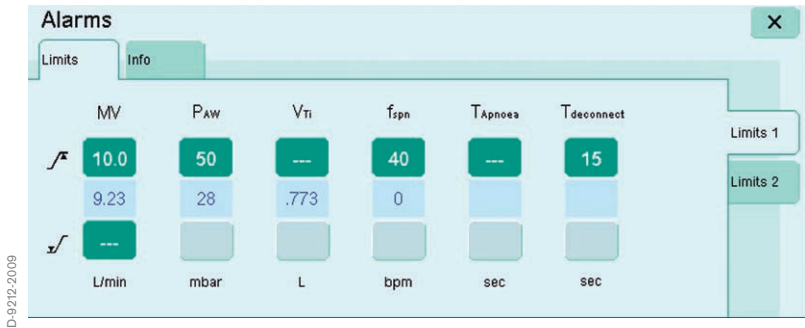 Alarms ×
Limits Info
MV PAW VTi fspn TApnoea Tdeconnect
Limits 1
10.0 50 --- 40 --- 15
Limits 2
9.23 28 .773 0
---
L/min mbar L bpm sec sec
D-9212-2009